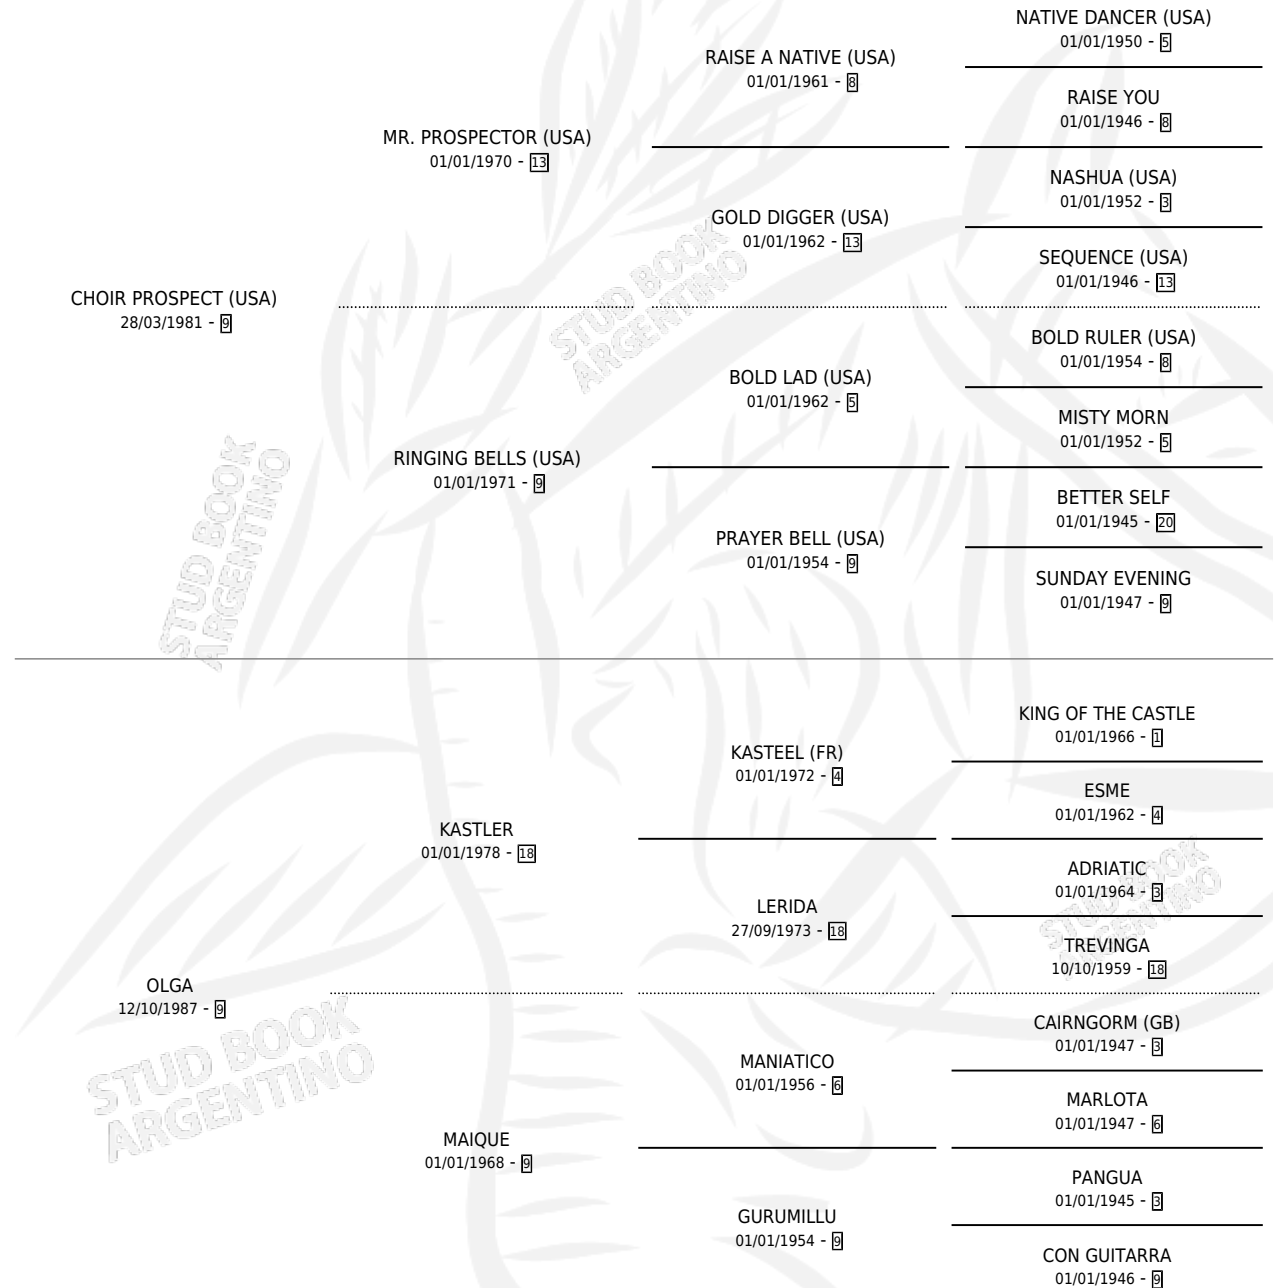 NATIVE DANCER (USA)
01/01/1950 - 5
RAISE A NATIVE (USA)
01/01/1961 - 8
RAISE YOU
01/01/1946 - 8
MR. PROSPECTOR (USA)
01/01/1970 - 13
NASHUA (USA)
01/01/1952 - 3
GOLD DIGGER (USA)
01/01/1962 - 13
SEQUENCE (USA)
01/01/1946 - 13
CHOIR PROSPECT (USA)
28/03/1981 - 9
BOLD RULER (USA)
01/01/1954 - 8
BOLD LAD (USA)
01/01/1962 - 5
MISTY MORN
01/01/1952 - 5
RINGING BELLS (USA)
01/01/1971 - 9
BETTER SELF
01/01/1945 - 20
PRAYER BELL (USA)
01/01/1954 - 9
SUNDAY EVENING
01/01/1947 - 9
KING OF THE CASTLE
01/01/1966 - 1
KASTEEL (FR)
01/01/1972 - 4
ESME
01/01/1962 - 4
KASTLER
01/01/1978 - 18
ADRIATIC
01/01/1964 - 3
LERIDA
27/09/1973 - 18
TREVINGA
10/10/1959 - 18
OLGA
12/10/1987 - 9
CAIRNGORM (GB)
01/01/1947 - 3
MANIATICO
01/01/1956 - 6
MARLOTA
01/01/1947 - 6
MAIQUE
01/01/1968 - 9
PANGUA
01/01/1945 - 3
GURUMILLU
01/01/1954 - 9
CON GUITARRA
01/01/1946 - 9
STUD BOOK
ARGENTINO
STUD BOOK
ARGENTINO
STUD BOOK
ARGENTINO
STUD BOOK
ARGENTINO